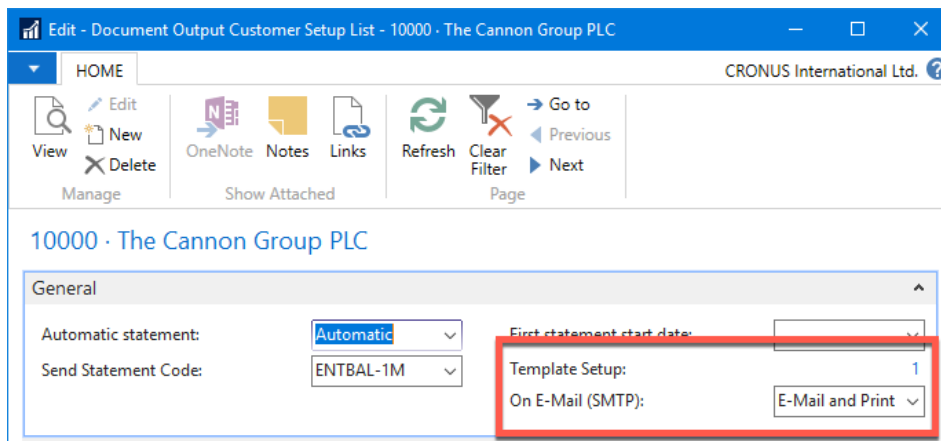 Edit - Document Output Customer Setup List - 10000 · The Cannon Group PLC
HOME
CRONUS International Ltd.
View
Edit
New
Delete
Manage
OneNote
Notes
Links
Show Attached
Refresh
Clear Filter
Go to
Previous
Next
Page
10000 · The Cannon Group PLC
General
Automatic statement: Automatic
First statement start date:
Send Statement Code: ENTBAL-1M
Template Setup: 1
On E-Mail (SMTP): E-Mail and Print